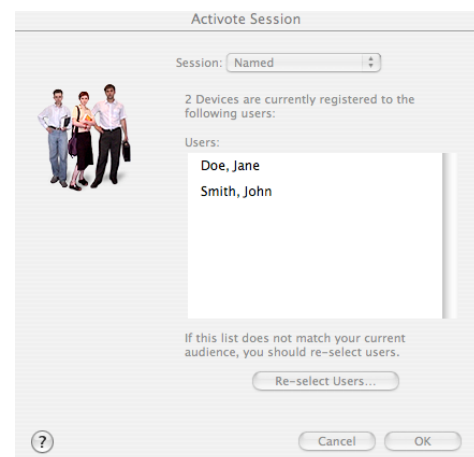 Activote Session
Session: Named
2 Devices are currently registered to the
following users:
Users:
Doe, Jane
Smith, John
If this list does not match your current
audience, you should re-select users.
Re-select Users...
? Cancel OK